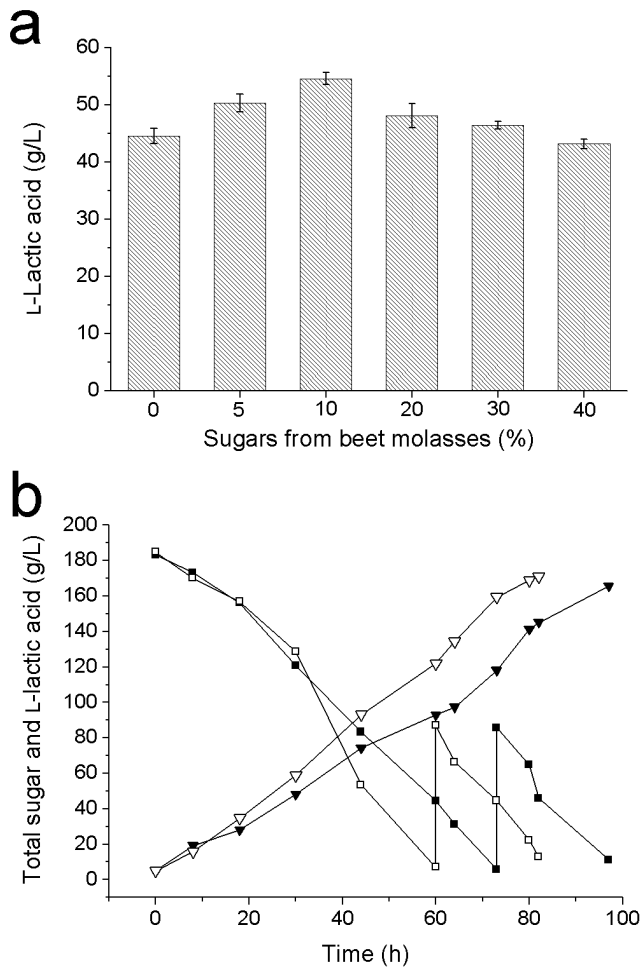 a
L-Lactic acid (g/L)
60
50
40
30
20
10
0
0 5 10 20 30 40
Sugars from beet molasses (%)
b
Total sugar and L-lactic acid (g/L)
200
180
160
140
120
100
80
60
40
20
0
0 20 40 60 80 100
Time (h)